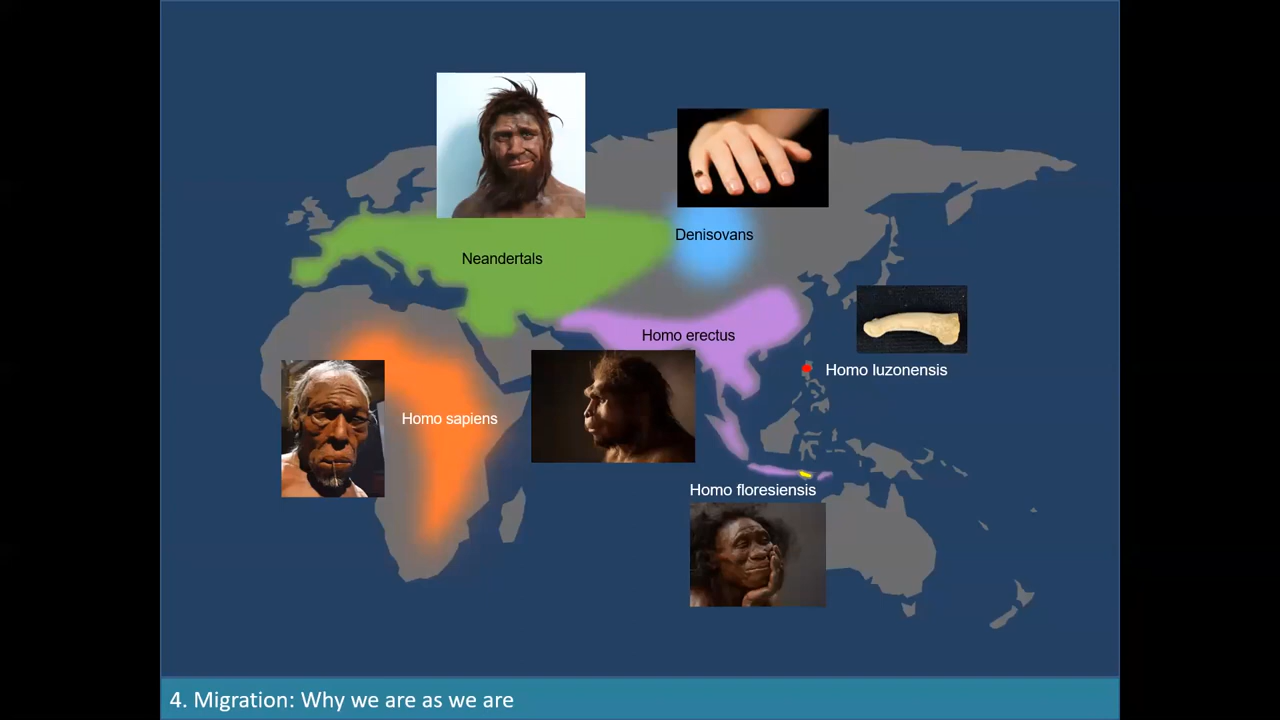 Denisovans
Neandertals
Homo erectus
Homo luzonensis
Homo sapiens
Homo floresiensis
4. Migration: Why we are as we are